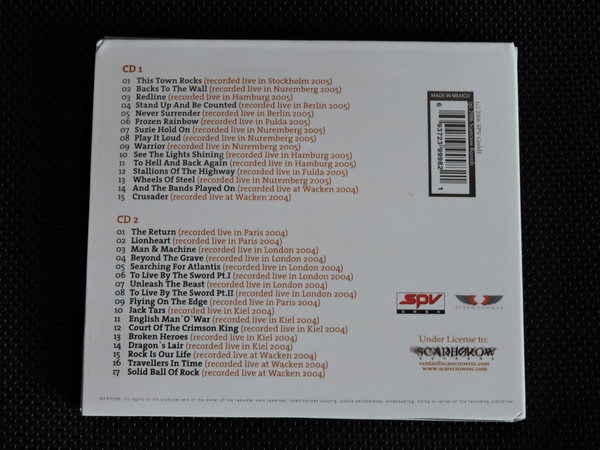 CD 1
01 This Town Rocks (recorded live in Stockholm 2005)
02 Backs To The Wall (recorded live in Nuremberg 2005)
03 Redline (recorded live in Hamburg 2005)
04 Stand Up And Be Counted (recorded live in Berlin 2005)
05 Never Surrender (recorded live in Berlin 2005)
06 Frozen Rainbow (recorded live in Fulda 2005)
07 Suzie Hold On (recorded live in Nuremberg 2005)
08 Play It Loud (recorded live in Nuremberg 2005)
09 Warrior (recorded live in Nuremberg 2005)
10 See The Lights Shining (recorded live in Hamburg 2005)
11 To Hell And Back Again (recorded live in Hamburg 2005)
12 Stallions Of The Highway (recorded live in Fulda 2005)
13 Wheels Of Steel (recorded live in Nuremberg 2005)
14 And The Bands Played On (recorded live at Wacken 2004)
15 Crusader (recorded live at Wacken 2004)
CD 2
01 The Return (recorded live in Paris 2004)
02 Lionheart (recorded live in Paris 2004)
03 Man & Machine (recorded live in London 2004)
04 Beyond The Grave (recorded live in London 2004)
05 Searching For Atlantis (recorded live in London 2004)
06 To Live By The Sword Pt.I (recorded live in London 2004)
07 Unleash The Beast (recorded live in London 2004)
08 To Live By The Sword Pt.II (recorded live in London 2004)
09 Flying On The Edge (recorded live in Paris 2004)
10 Jack Tars (recorded live in Kiel 2004)
11 English Man`O`War (recorded live in Kiel 2004)
12 Court Of The Crimson King (recorded live in Kiel 2004)
13 Broken Heroes (recorded live in Kiel 2004)
14 Dragon`s Lair (recorded live in Kiel 2004)
15 Rock Is Our Life (recorded live at Wacken 2004)
16 Travellers In Time (recorded live at Wacken 2004)
17 Solid Ball Of Rock (recorded live at Wacken 2004)
MADE IN MEXICO
6 93723 99982 1
(c) 2006 SPV GmbH
SPV
Under License to:
SCARECROW
RECORDS
ventas@scarecrowrec.com
www.scarecrowrec.com